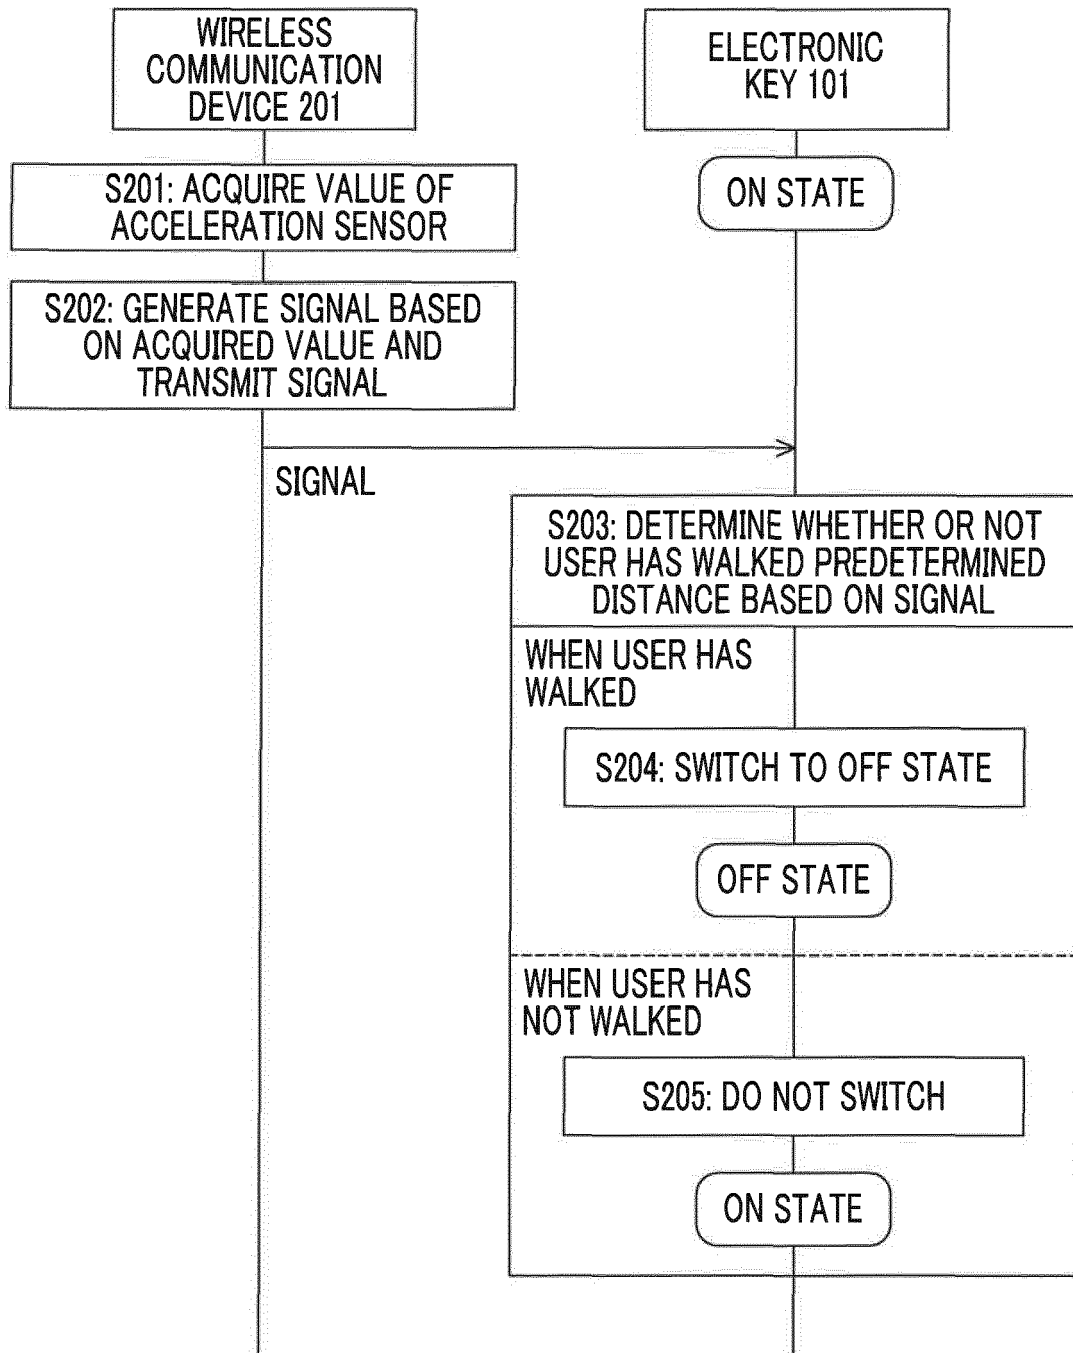 WIRELESS
COMMUNICATION
DEVICE 201
ELECTRONIC
KEY 101
S201: ACQUIRE VALUE OF
ACCELERATION SENSOR
ON STATE
S202: GENERATE SIGNAL BASED
ON ACQUIRED VALUE AND
TRANSMIT SIGNAL
SIGNAL
S203: DETERMINE WHETHER OR NOT
USER HAS WALKED PREDETERMINED
DISTANCE BASED ON SIGNAL
WHEN USER HAS
WALKED
S204: SWITCH TO OFF STATE
OFF STATE
WHEN USER HAS
NOT WALKED
S205: DO NOT SWITCH
ON STATE